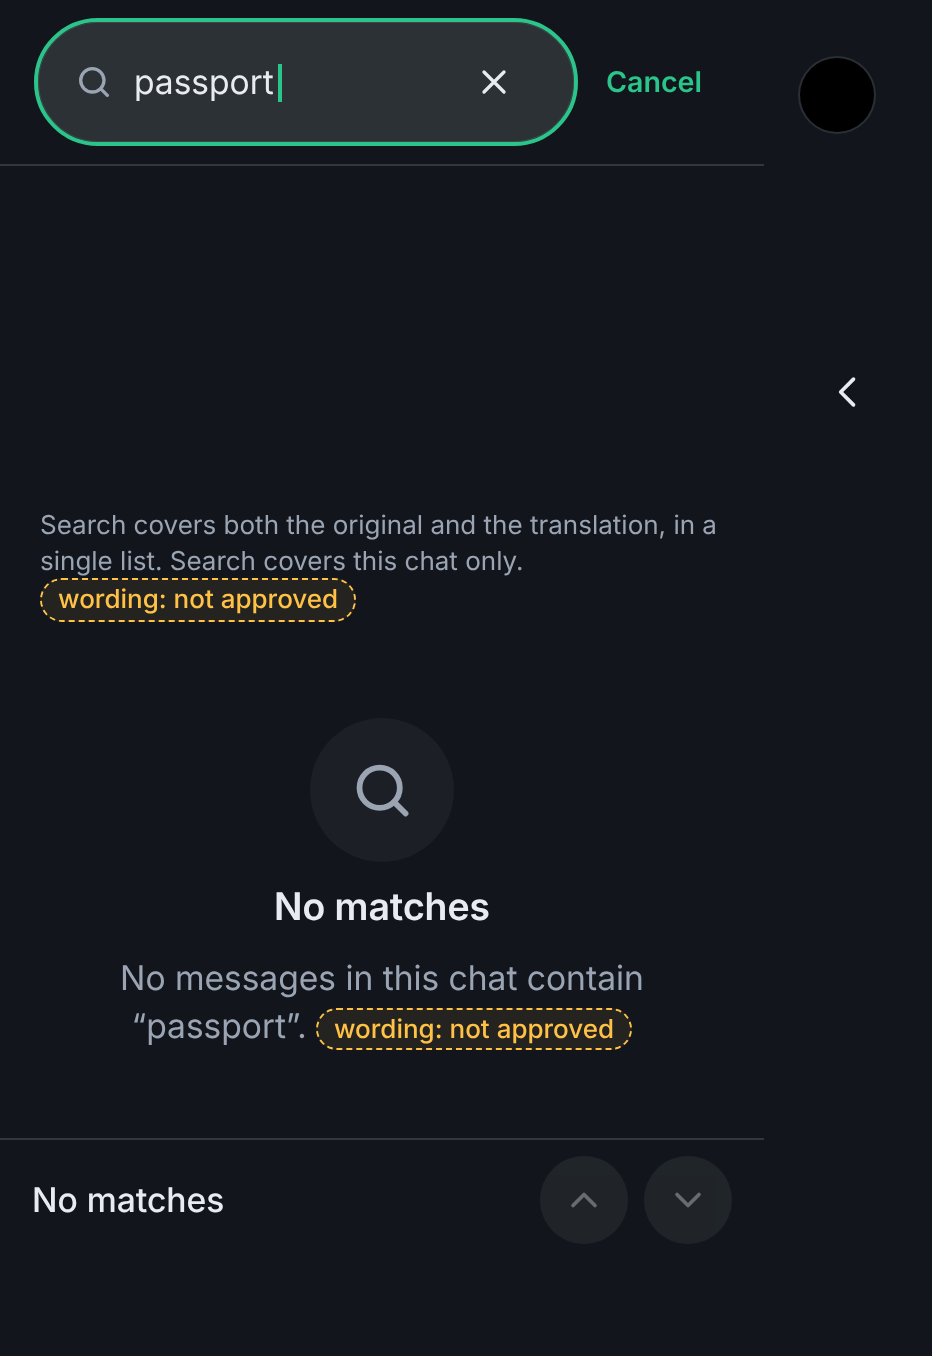 passport
Cancel
Search covers both the original and the translation, in a
single list. Search covers this chat only.
wording: not approved
No matches
No messages in this chat contain
“passport”. wording: not approved
No matches